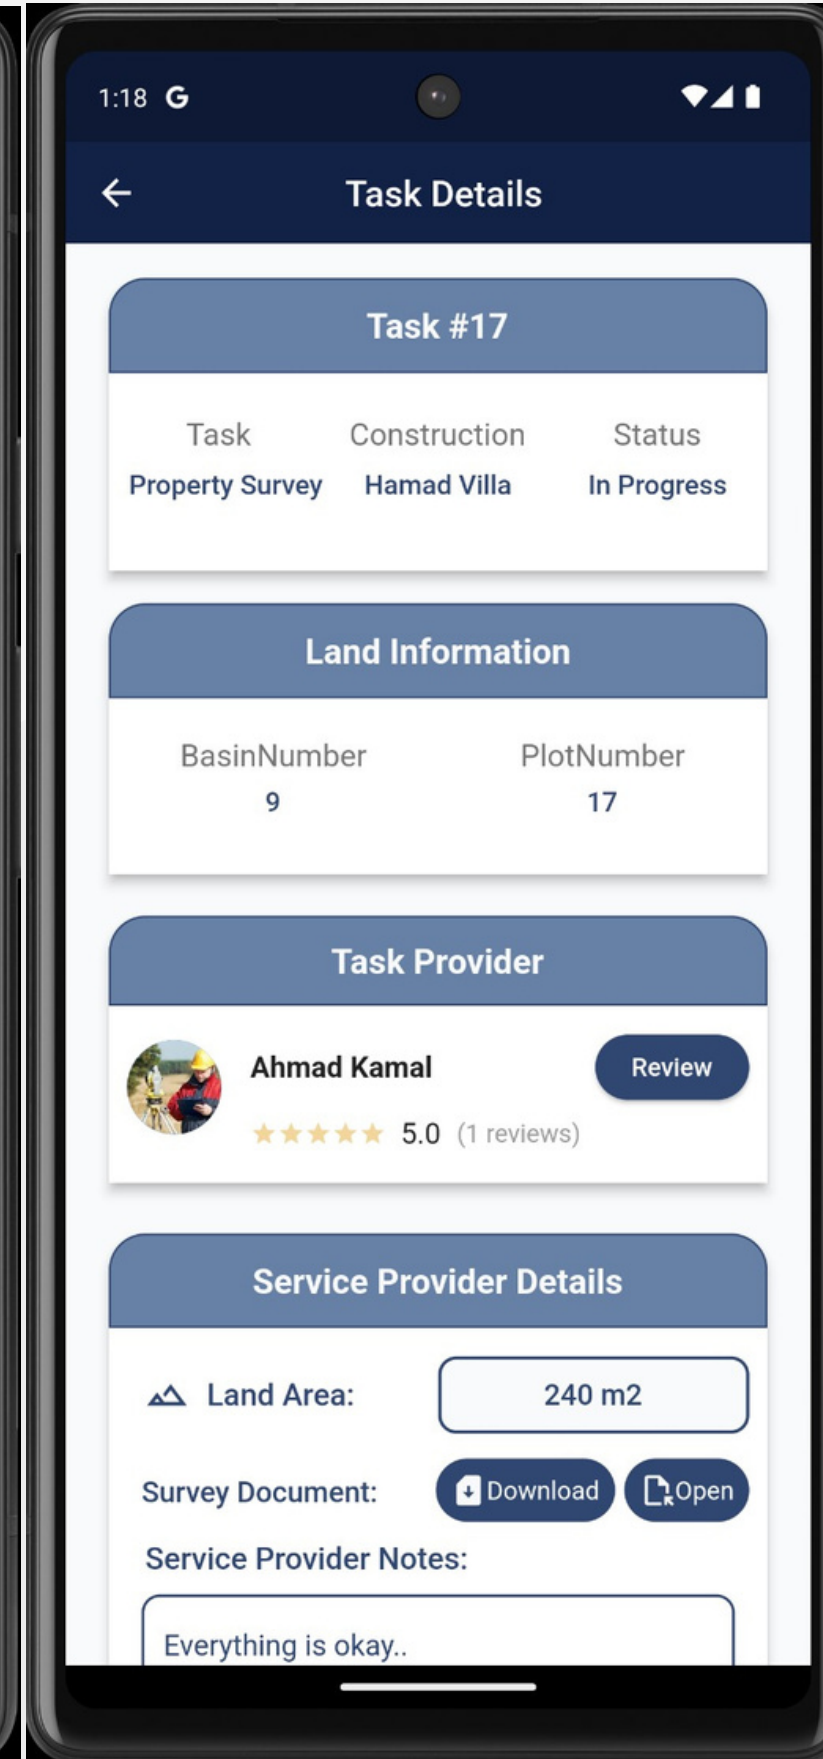 1:18 G
Task Details
Task #17
Task Construction Status
Property Survey Hamad Villa In Progress
Land Information
BasinNumber PlotNumber
9 17
Task Provider
Ahmad Kamal Review
5.0 (1 reviews)
Service Provider Details
Land Area: 240 m2
Survey Document: Download Open
Service Provider Notes:
Everything is okay..